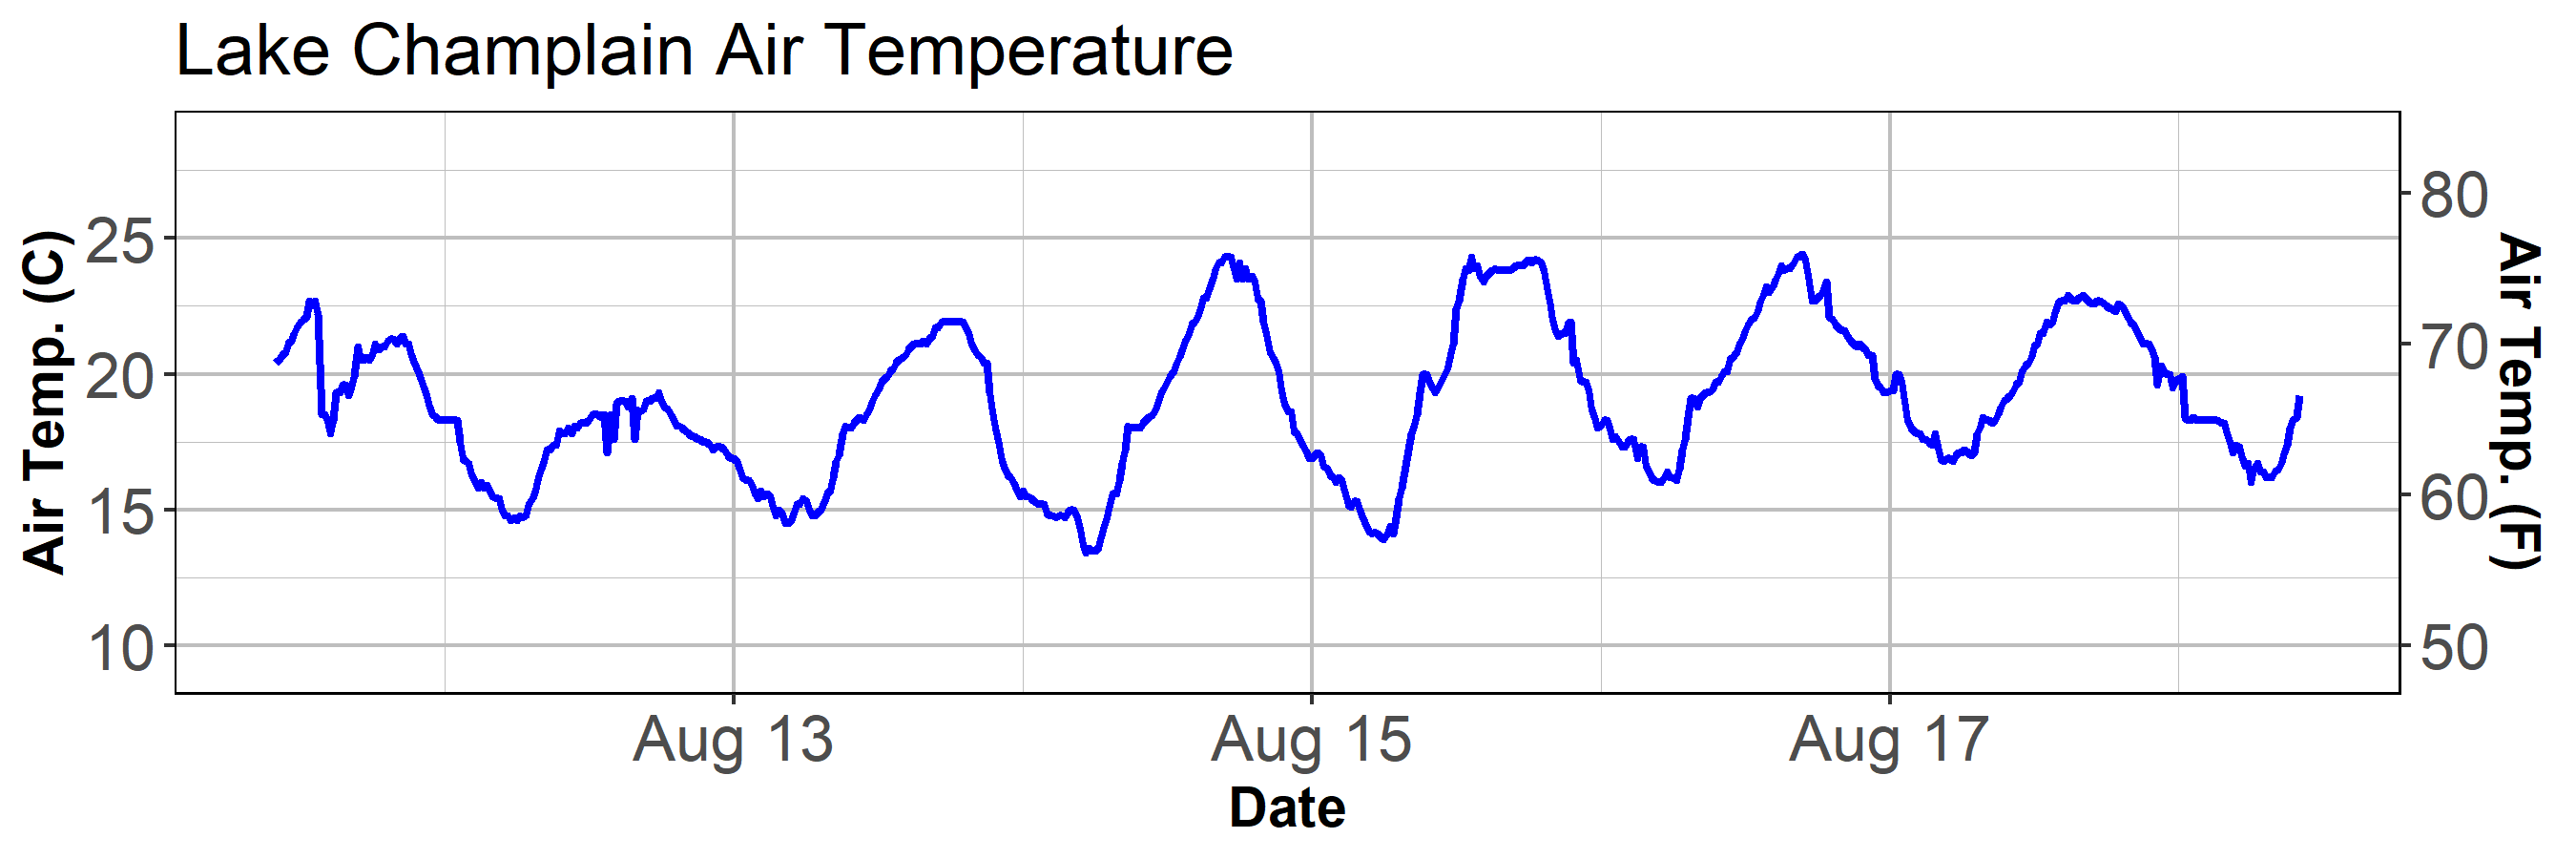 Lake Champlain Air Temperature
Air Temp. (C)
25
20
15
10
80
70
60
50
Air Temp. (F)
Aug 13
Aug 15
Aug 17
Date